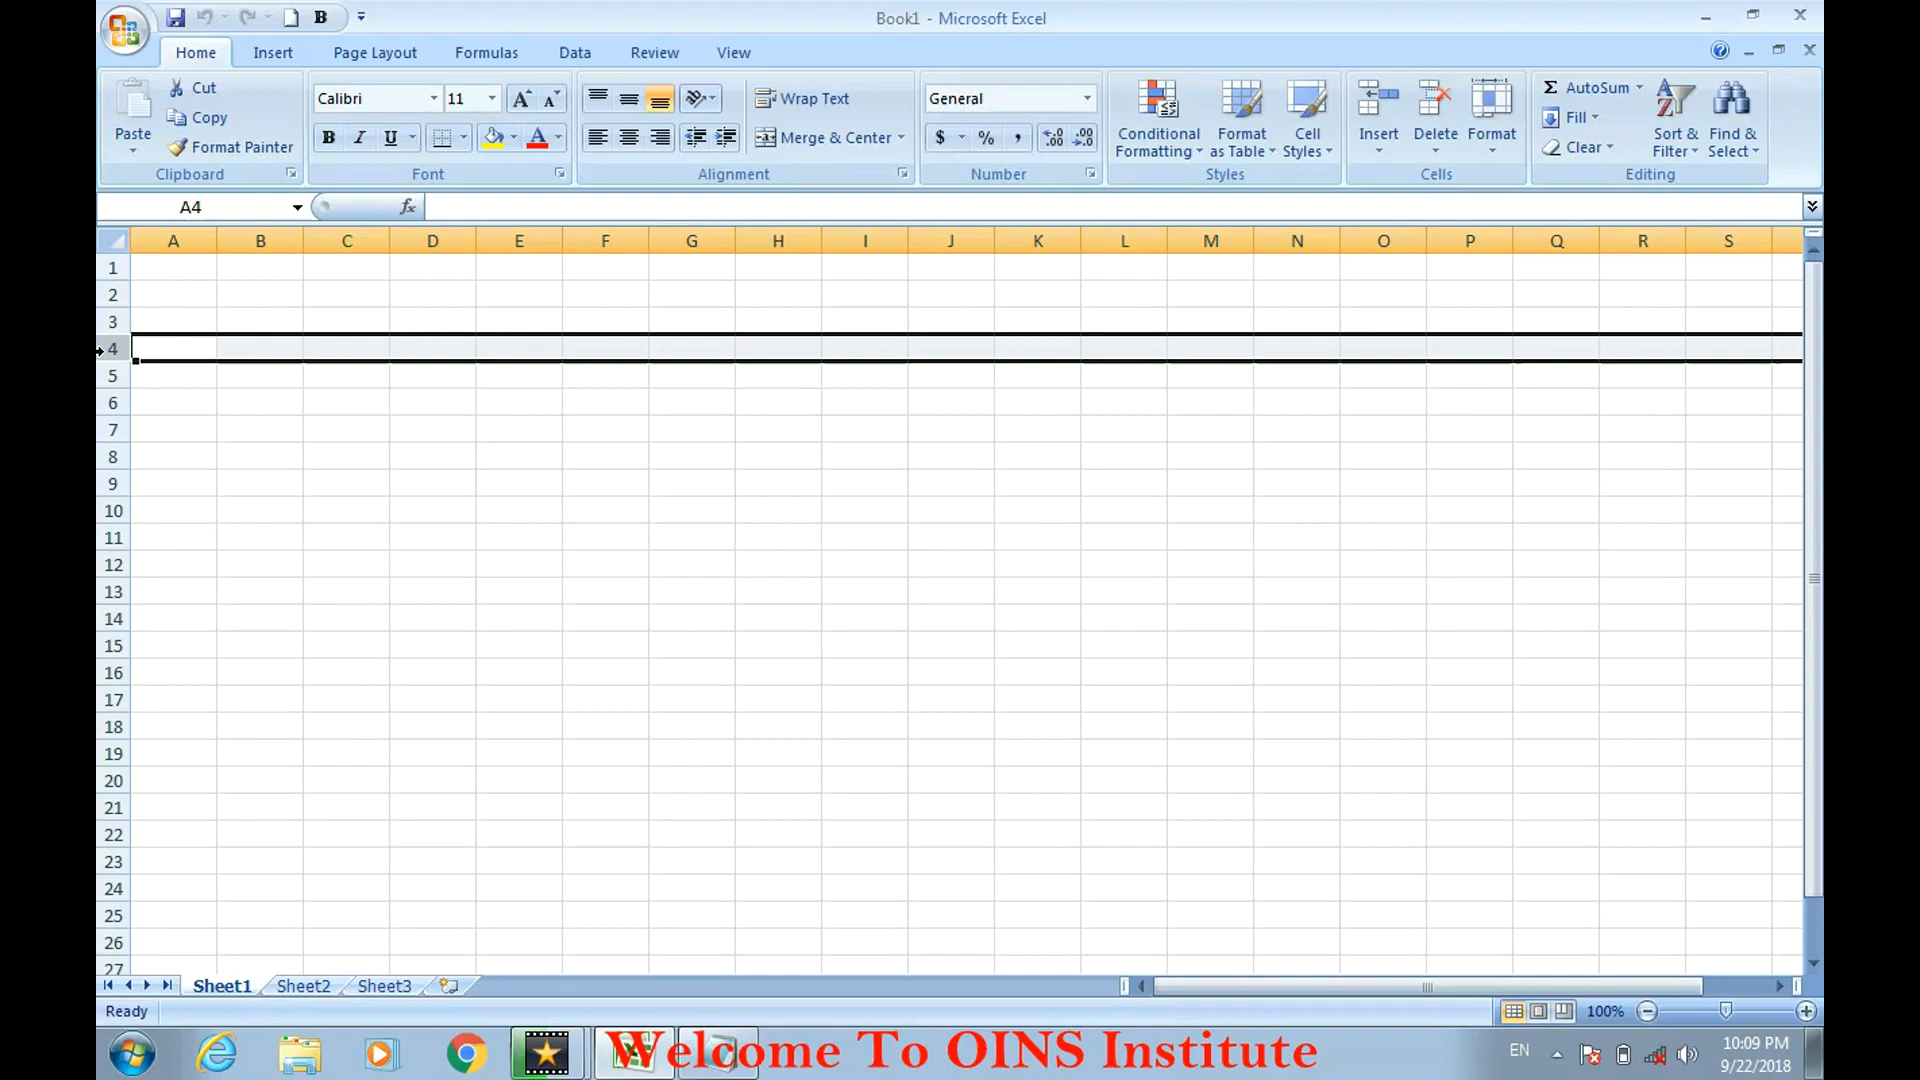 Book1 - Microsoft Excel
Home Insert Page Layout Formulas Data Review View
Paste
Cut
Copy
Format Painter
Clipboard
Calibri 11
B I U
Font
Wrap Text
Merge & Center
Alignment
General
$ % ,
Number
Conditional Formatting
Format as Table
Cell Styles
Styles
Insert Delete Format
Cells
Σ AutoSum
Fill
Clear
Sort & Filter
Find & Select
Editing
A4 fx
A B C D E F G H I J K L M N O P Q R S
1
2
3
4
5
6
7
8
9
10
11
12
13
14
15
16
17
18
19
20
21
22
23
24
25
26
27
Sheet1 Sheet2 Sheet3
Ready 100%
Welcome To OINS Institute
EN
10:09 PM
9/22/2018